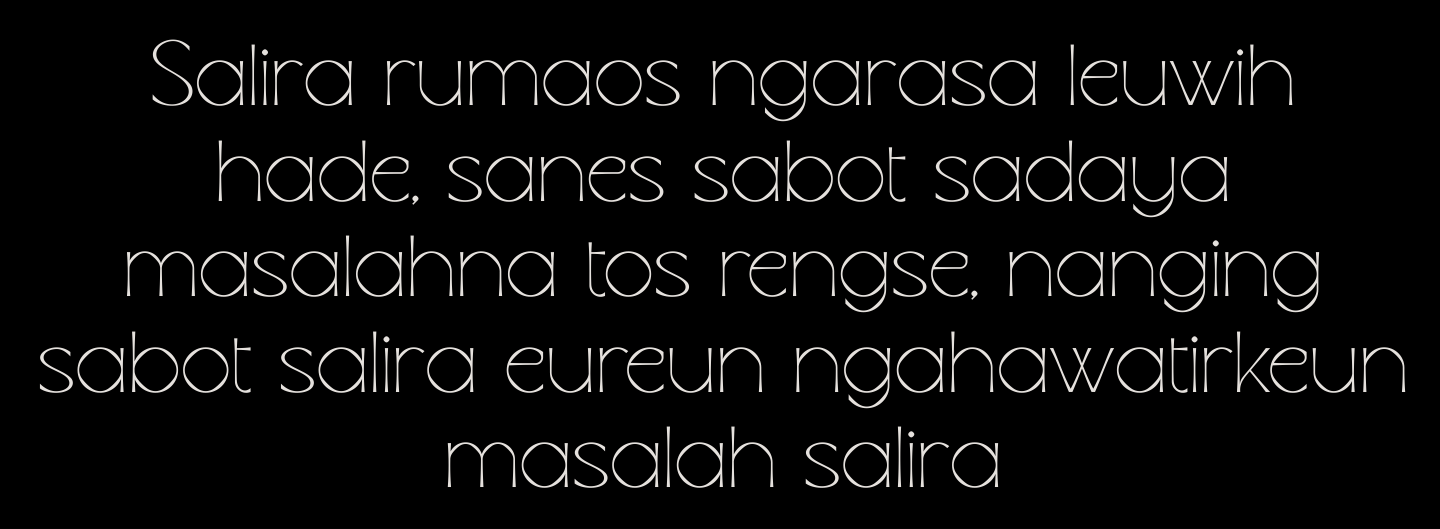 Salira rumaos ngarasa leuwih
hade, sanes sabot sadaya
masalahna tos rengse, nanging
sabot salira eureun ngahawatirkeun
masalah salira